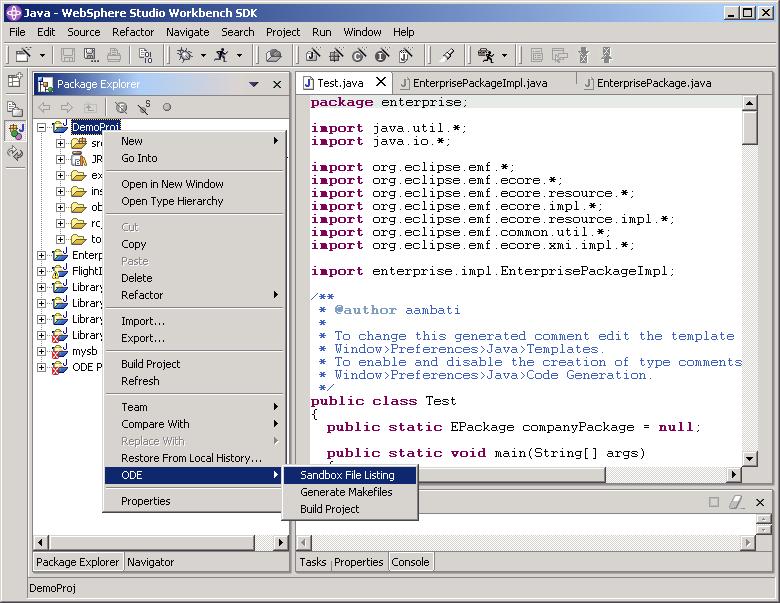 Java - WebSphere Studio Workbench SDK
File Edit Source Refactor Navigate Search Project Run Window Help
Package Explorer
DemoProj
src
JR
ex
ins
ob
rc_
to
Enterp
FlightI
Library
Library
Library
mysb
ODE P
New
Go Into
Open in New Window
Open Type Hierarchy
Cut
Copy
Paste
Delete
Refactor
Import...
Export...
Build Project
Refresh
Team
Compare With
Replace With
Restore From Local History...
ODE
Properties
Sandbox File Listing
Generate Makefiles
Build Project
Test.java EnterprisePackageImpl.java EnterprisePackage.java
package enterprise;
import java.util.*;
import java.io.*;
import org.eclipse.emf.*;
import org.eclipse.emf.ecore.*;
import org.eclipse.emf.ecore.resource.*;
import org.eclipse.emf.ecore.impl.*;
import org.eclipse.emf.ecore.resource.impl.*;
import org.eclipse.emf.common.util.*;
import org.eclipse.emf.ecore.xmi.impl.*;
import enterprise.impl.EnterprisePackageImpl;
/**
* @author aambati
*
* To change this generated comment edit the template
* Window>Preferences>Java>Templates.
* To enable and disable the creation of type comments
* Window>Preferences>Java>Code Generation.
*/
public class Test
{
public static EPackage companyPackage = null;
public static void main(String[] args)
Package Explorer Navigator
Tasks Properties Console
DemoProj